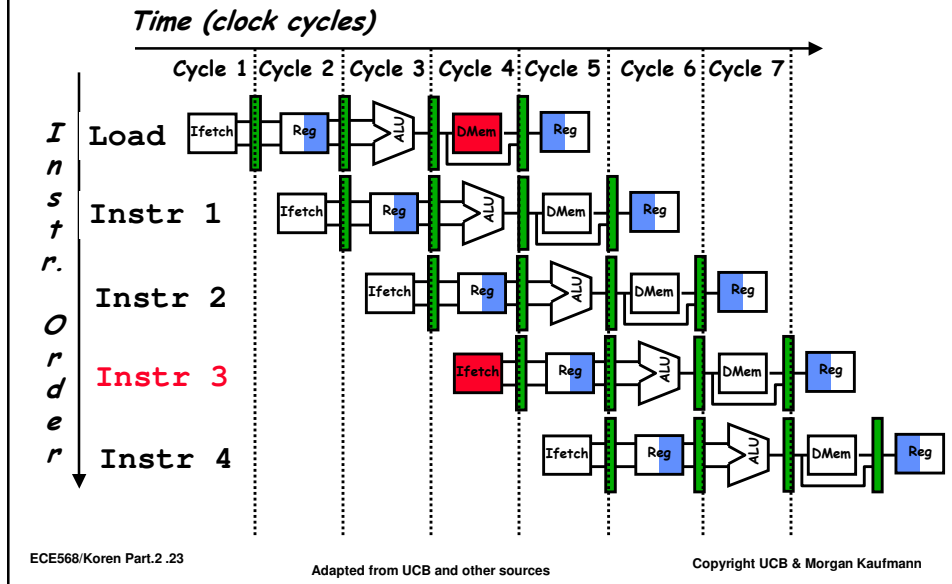 Time (clock cycles)
Cycle 1 Cycle 2 Cycle 3 Cycle 4 Cycle 5 Cycle 6 Cycle 7
Instr. Order
Load Ifetch Reg ALU DMem Reg
Instr 1 Ifetch Reg ALU DMem Reg
Instr 2 Ifetch Reg ALU DMem Reg
Instr 3 Ifetch Reg ALU DMem Reg
Instr 4 Ifetch Reg ALU DMem Reg
ECE568/Koren Part.2 .23
Adapted from UCB and other sources
Copyright UCB & Morgan Kaufmann